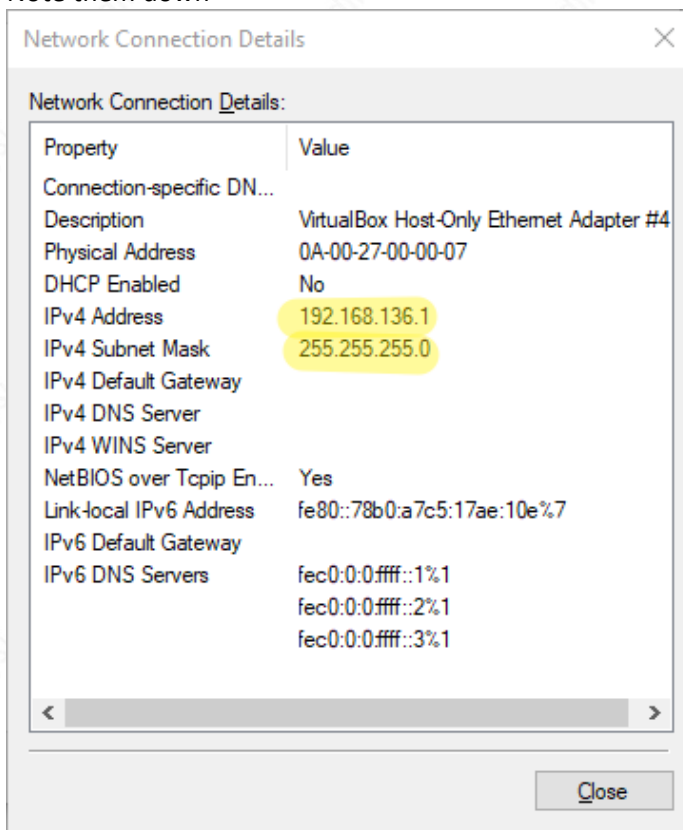 Note them down
Network Connection Details
Network Connection Details:
Property Value
Connection-specific DN...
Description VirtualBox Host-Only Ethernet Adapter #4
Physical Address 0A-00-27-00-00-07
DHCP Enabled No
IPv4 Address 192.168.136.1
IPv4 Subnet Mask 255.255.255.0
IPv4 Default Gateway
IPv4 DNS Server
IPv4 WINS Server
NetBIOS over Tcpip En... Yes
Link-local IPv6 Address fe80::78b0:a7c5:17ae:10e%7
IPv6 Default Gateway
IPv6 DNS Servers fec0:0:0:ffff::1%1
fec0:0:0:ffff::2%1
fec0:0:0:ffff::3%1
Close